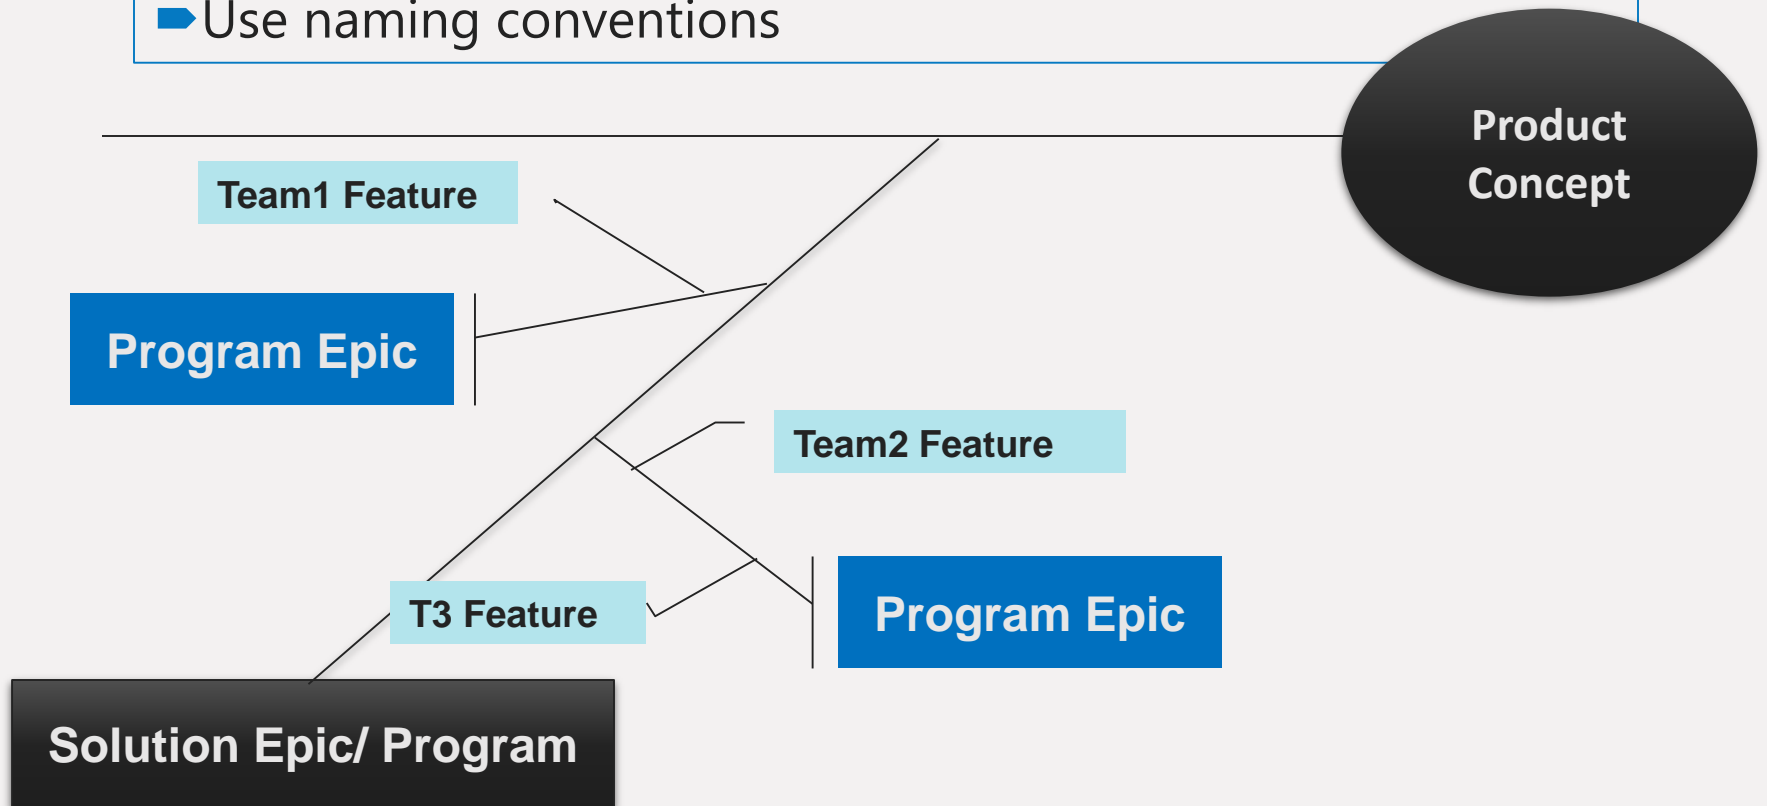 Use naming conventions
Product
Concept
Team1 Feature
Program Epic
Team2 Feature
T3 Feature
Program Epic
Solution Epic/ Program